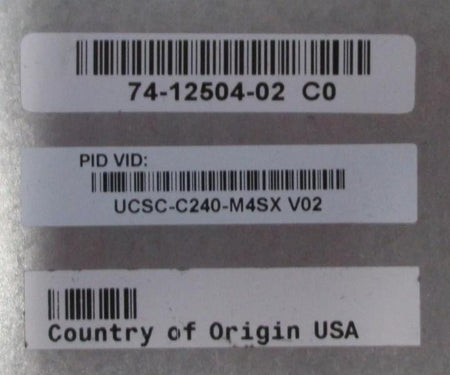 74-12504-02 C0
PID VID:
UCSC-C240-M4SX V02
Country of Origin USA